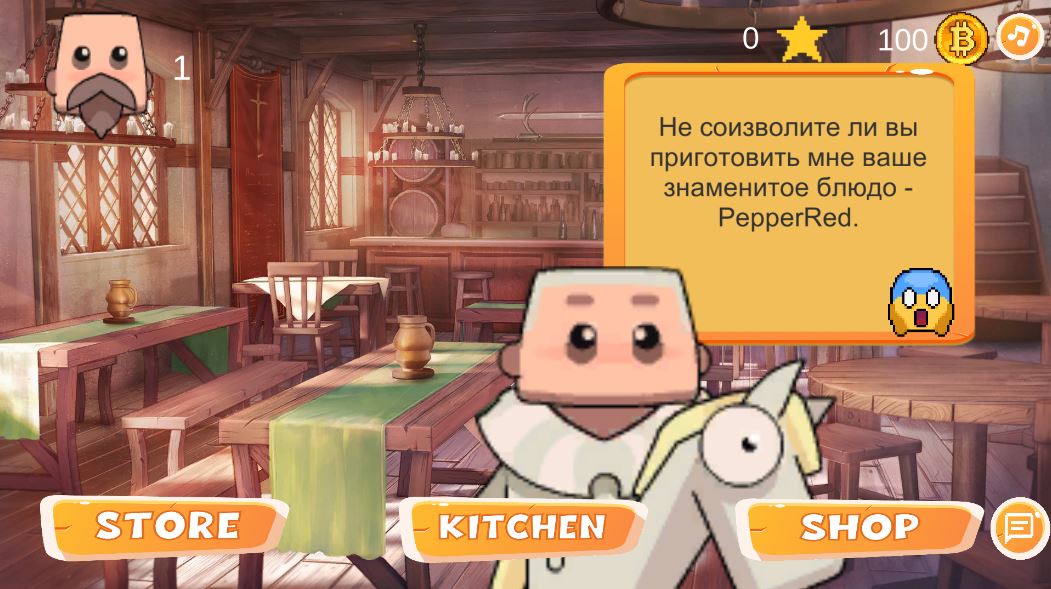 1
0
100
Не соизволите ли вы
приготовить мне ваше
знаменитое блюдо -
PepperRed.
STORE
KITCHEN
SHOP